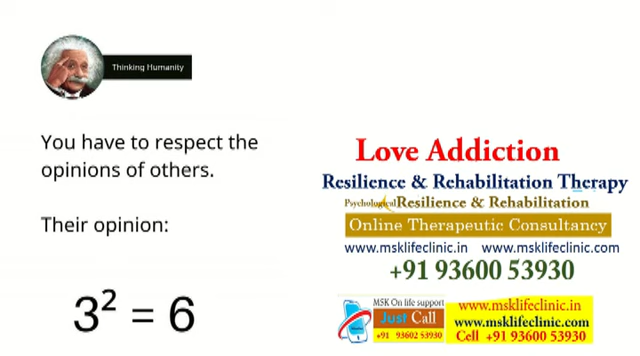 Thinking Humanity
You have to respect the
opinions of others.
Their opinion:
3² = 6
Love Addiction
Resilience & Rehabilitation Therapy
Psychological Resilience & Rehabilitation
Online Therapeutic Consultancy
www.msklifeclinic.in www.msklifeclinic.com
+91 93600 53930
MSK On life support
Just Call
+91 93602 53930
www.msklifeclinic.in
www.msklifeclinic.com
Cell +91 93600 53930